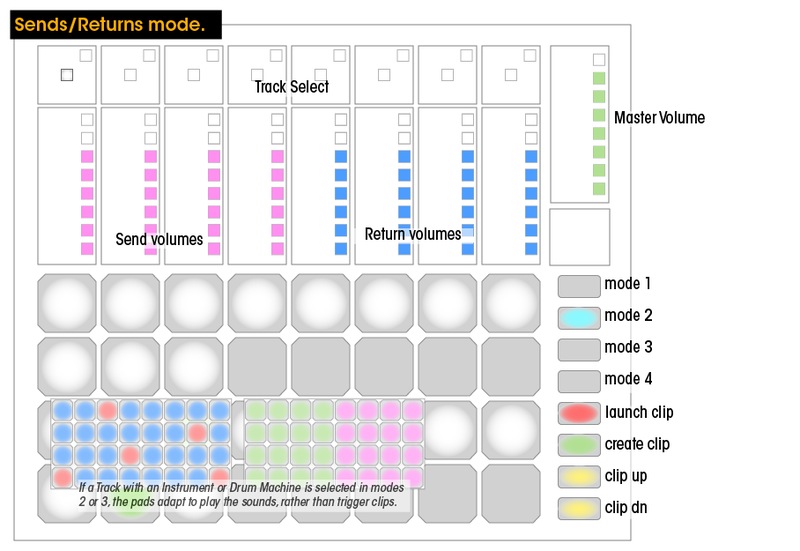 Sends/Returns mode.
Track Select
Master Volume
Send volumes
Return volumes
mode 1
mode 2
mode 3
mode 4
launch clip
create clip
clip up
clip dn
If a Track with an Instrument or Drum Machine is selected in modes
2 or 3, the pads adapt to play the sounds, rather than trigger clips.